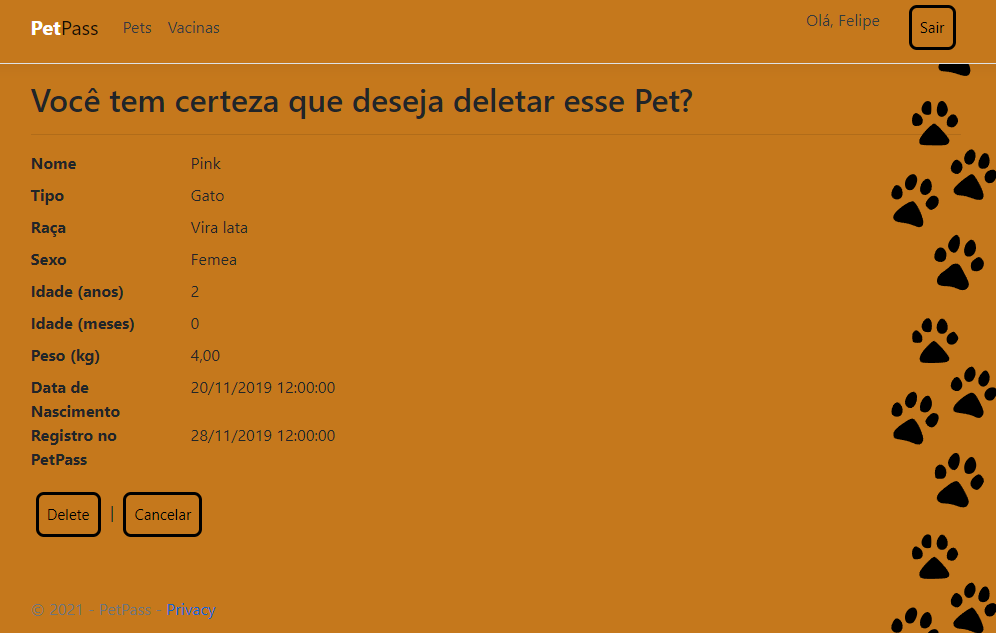 PetPass Pets Vacinas Olá, Felipe Sair
Você tem certeza que deseja deletar esse Pet?
Nome Pink
Tipo Gato
Raça Vira lata
Sexo Femea
Idade (anos) 2
Idade (meses) 0
Peso (kg) 4,00
Data de 20/11/2019 12:00:00
Nascimento
Registro no 28/11/2019 12:00:00
PetPass
Delete | Cancelar
© 2021 - PetPass - Privacy